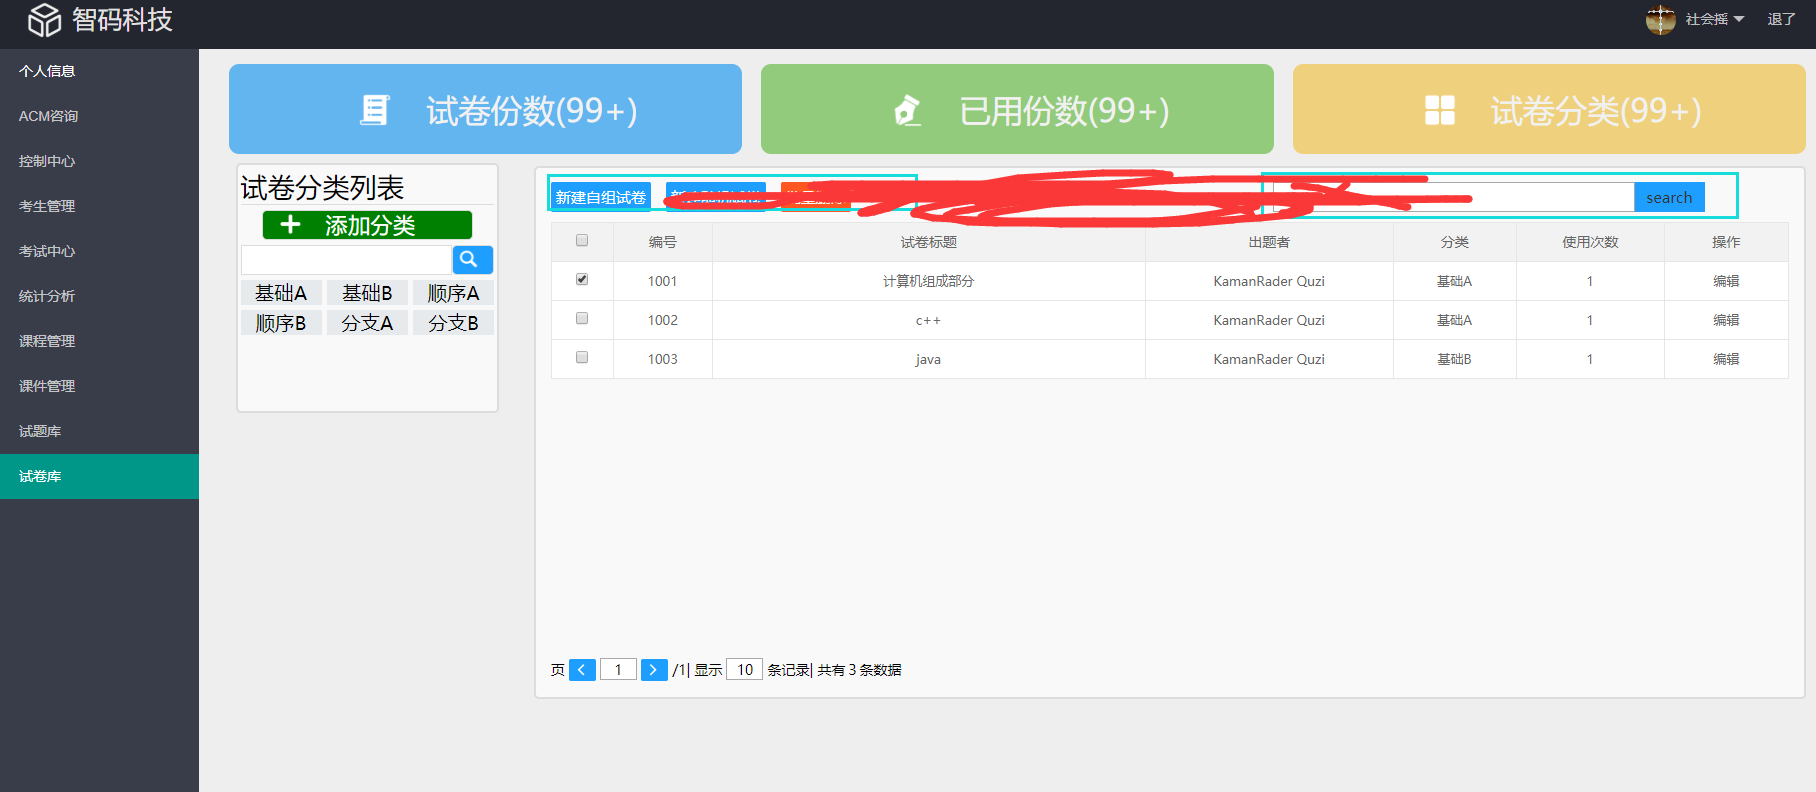 智码科技
社会摇 退了
个人信息
ACM咨询
控制中心
考生管理
考试中心
统计分析
课程管理
课件管理
试题库
试卷库
试卷份数(99+) 已用份数(99+) 试卷分类(99+)
试卷分类列表
添加分类
基础A 基础B 顺序A
顺序B 分支A 分支B
新建自组试卷 search
编号 试卷标题 出题者 分类 使用次数 操作
1001 计算机组成部分 KamanRader Quzi 基础A 1 编辑
1002 c++ KamanRader Quzi 基础A 1 编辑
1003 java KamanRader Quzi 基础B 1 编辑
页 1 /1| 显示 10 条记录| 共有 3 条数据